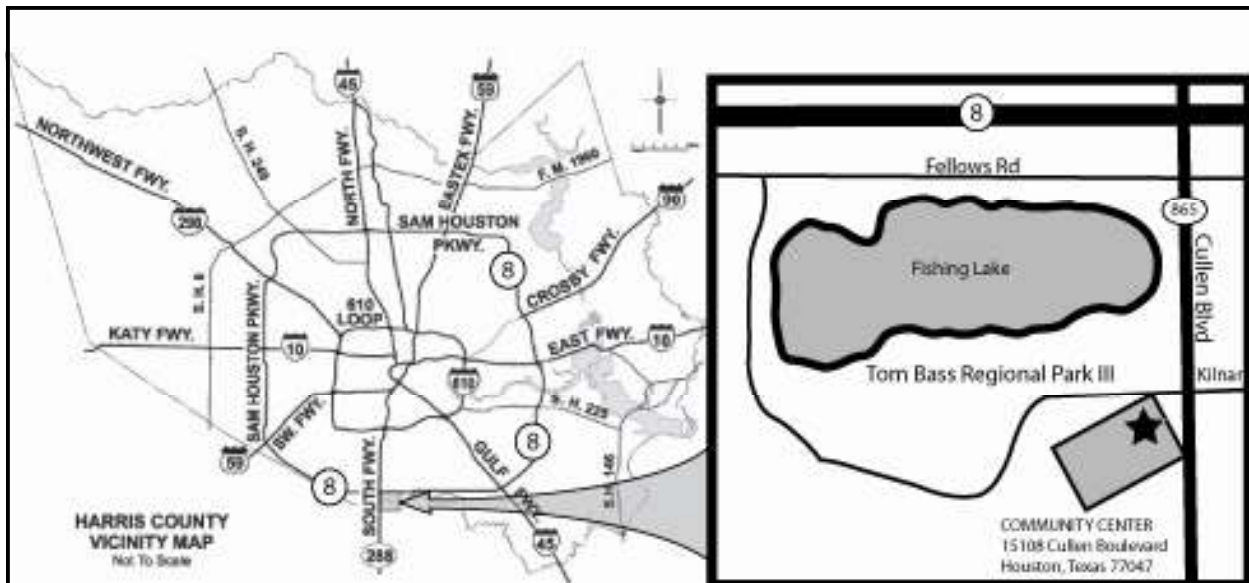 45
59
NORTHWEST FWY.
S. H. 249
NORTH FWY.
EASTEX FWY.
F. M. 1960
290
90
SAM HOUSTON
PKWY.
8
CROSBY FWY.
S. H. 6
SAM HOUSTON PKWY.
610
LOOP
KATY FWY.
10
EAST FWY.
10
610
S. H. 225
SW. FWY.
59
8
8
GULF FWY.
S.H. 146
SOUTH FWY.
288
45
HARRIS COUNTY
VICINITY MAP
Not To Scale
8
Fellows Rd
865
Cullen Blvd
Fishing Lake
Tom Bass Regional Park III
Kilnar
COMMUNITY CENTER
15108 Cullen Boulevard
Houston, Texas 77047